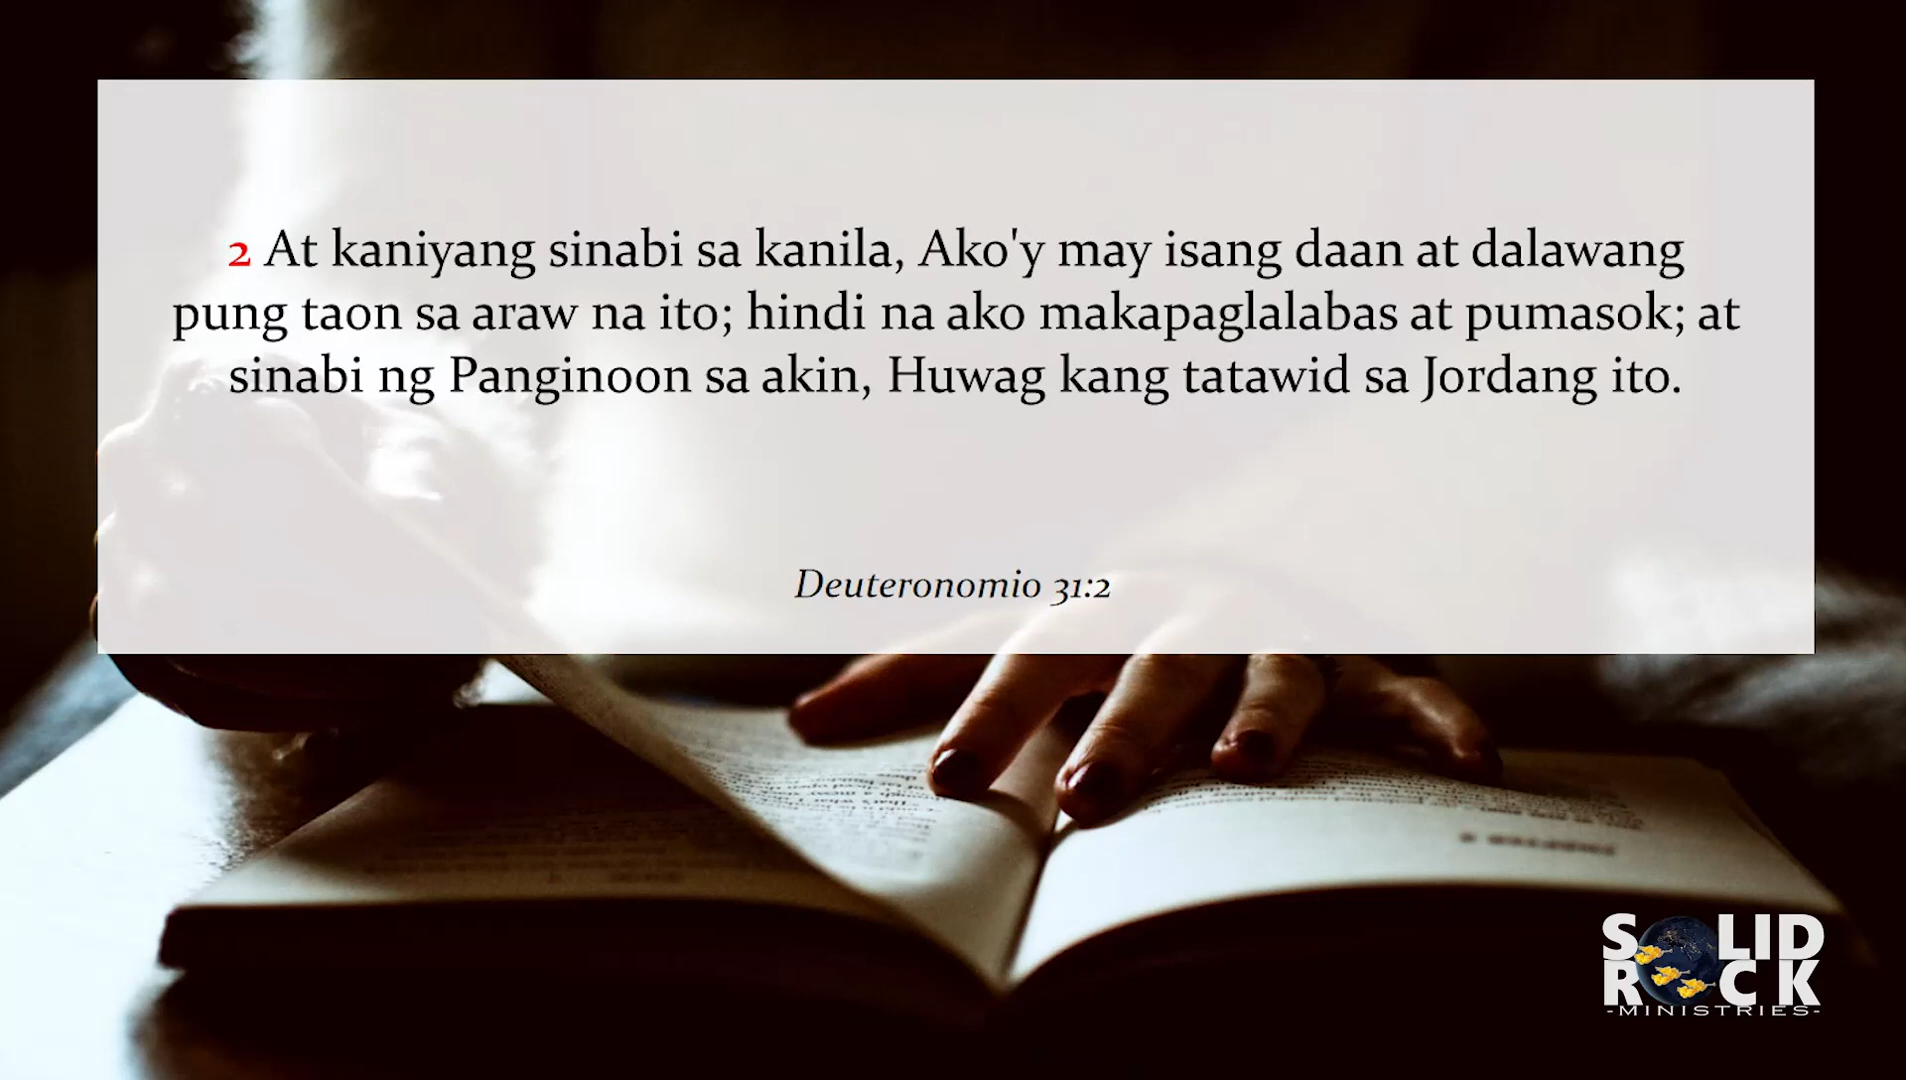 2 At kaniyang sinabi sa kanila, Ako'y may isang daan at dalawang
pung taon sa araw na ito; hindi na ako makapaglalabas at pumasok; at
sinabi ng Panginoon sa akin, Huwag kang tatawid sa Jordang ito.
Deuteronomio 31:2
SOLID
ROCK
-MINISTRIES-